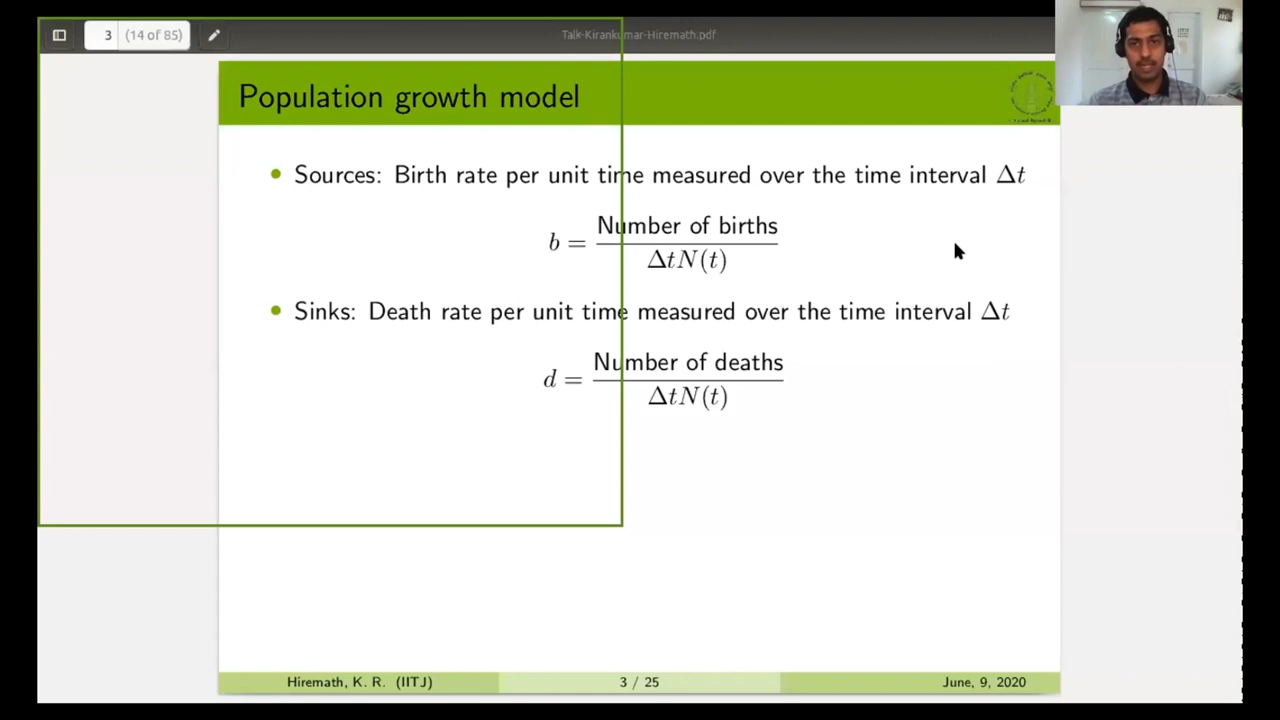 3 (14 of 85)
Talk-Kirankumar-Hiremath.pdf
Population growth model
• Sources: Birth rate per unit time measured over the time interval Δt
b = Number of births / ΔtN(t)
• Sinks: Death rate per unit time measured over the time interval Δt
d = Number of deaths / ΔtN(t)
Hiremath, K. R. (IITJ)
3 / 25
June, 9, 2020